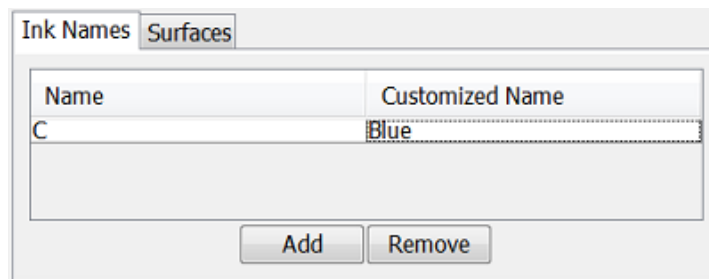 Ink Names Surfaces
Name Customized Name
C Blue
Add Remove